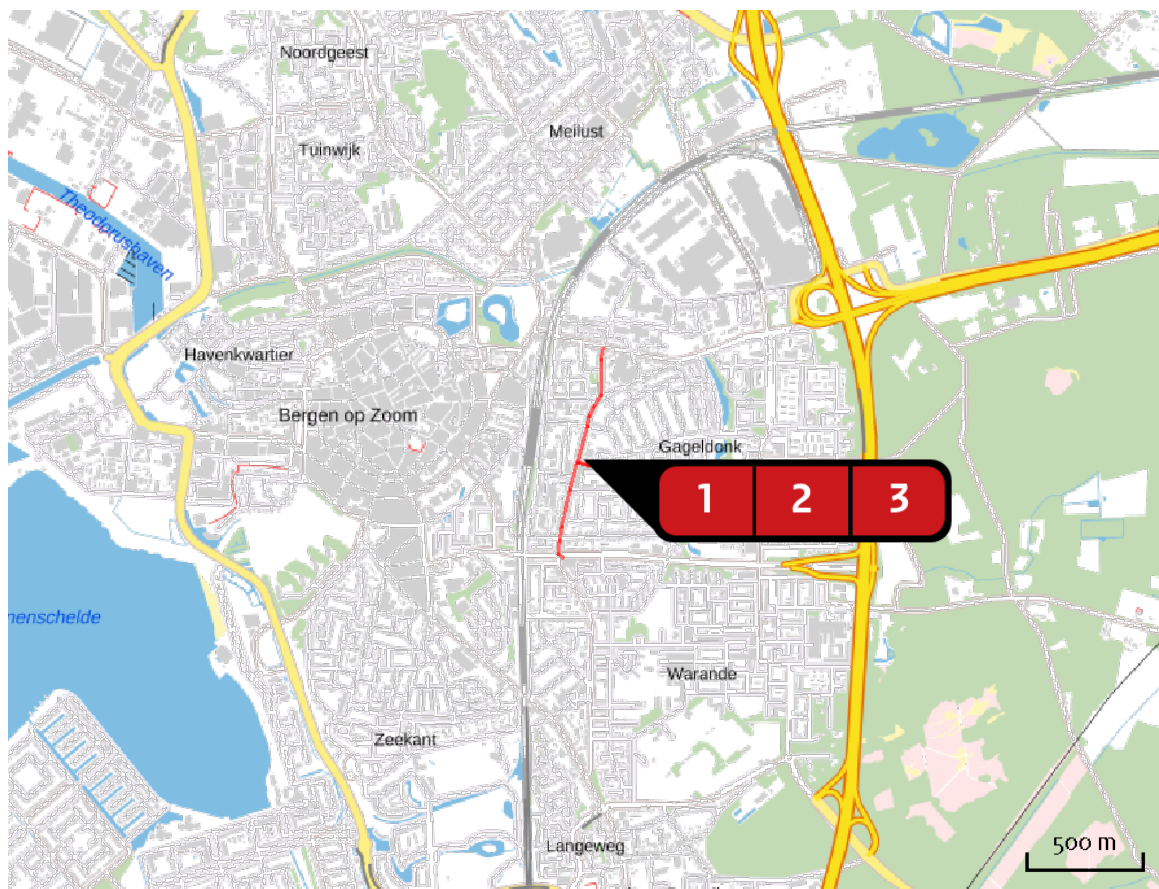 Noordgeest
Meilust
Tuinwijk
Theodorushaven
Havenkwartier
Bergen op Zoom
Gageldonk
1 2 3
nenschelde
Warande
Zeekant
500 m
Langeweg